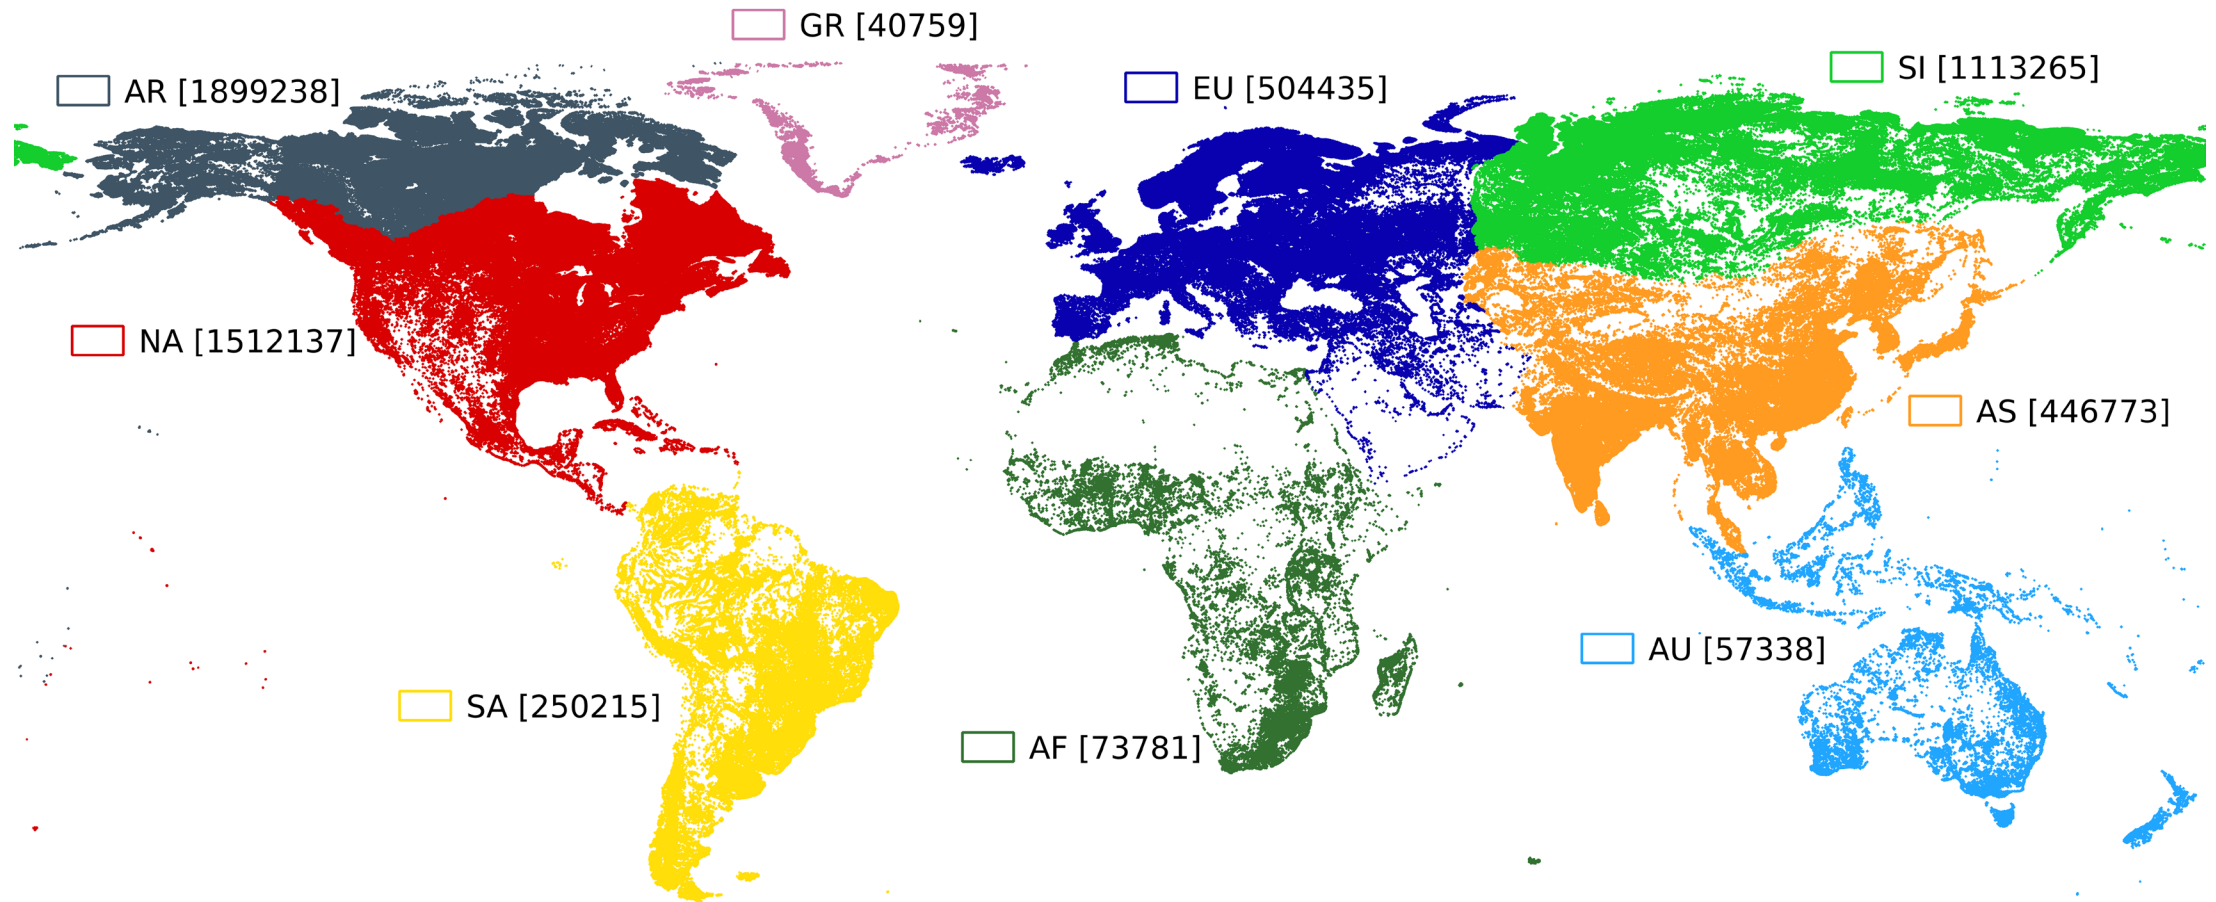 GR [40759]
SI [1113265]
AR [1899238]
EU [504435]
NA [1512137]
AS [446773]
AU [57338]
SA [250215]
AF [73781]